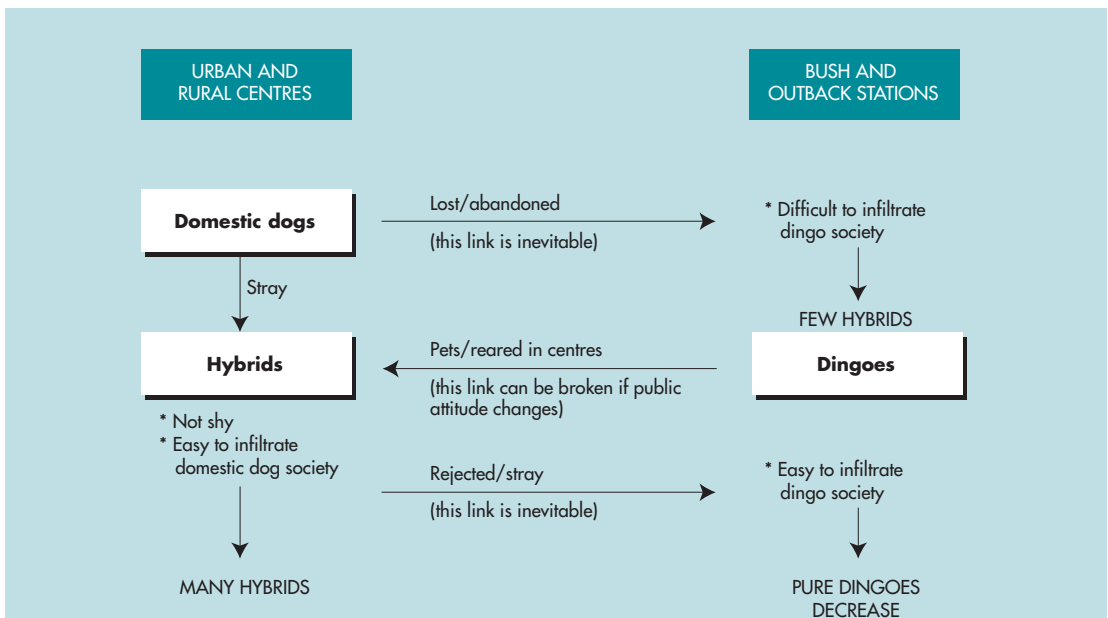 URBAN AND
RURAL CENTRES
BUSH AND
OUTBACK STATIONS
Domestic dogs
Lost/abandoned
(this link is inevitable)
* Difficult to infiltrate
dingo society
Stray
FEW HYBRIDS
Hybrids
Pets/reared in centres
(this link can be broken if public
attitude changes)
Dingoes
* Not shy
* Easy to infiltrate
domestic dog society
Rejected/stray
(this link is inevitable)
* Easy to infiltrate
dingo society
MANY HYBRIDS
PURE DINGOES
DECREASE